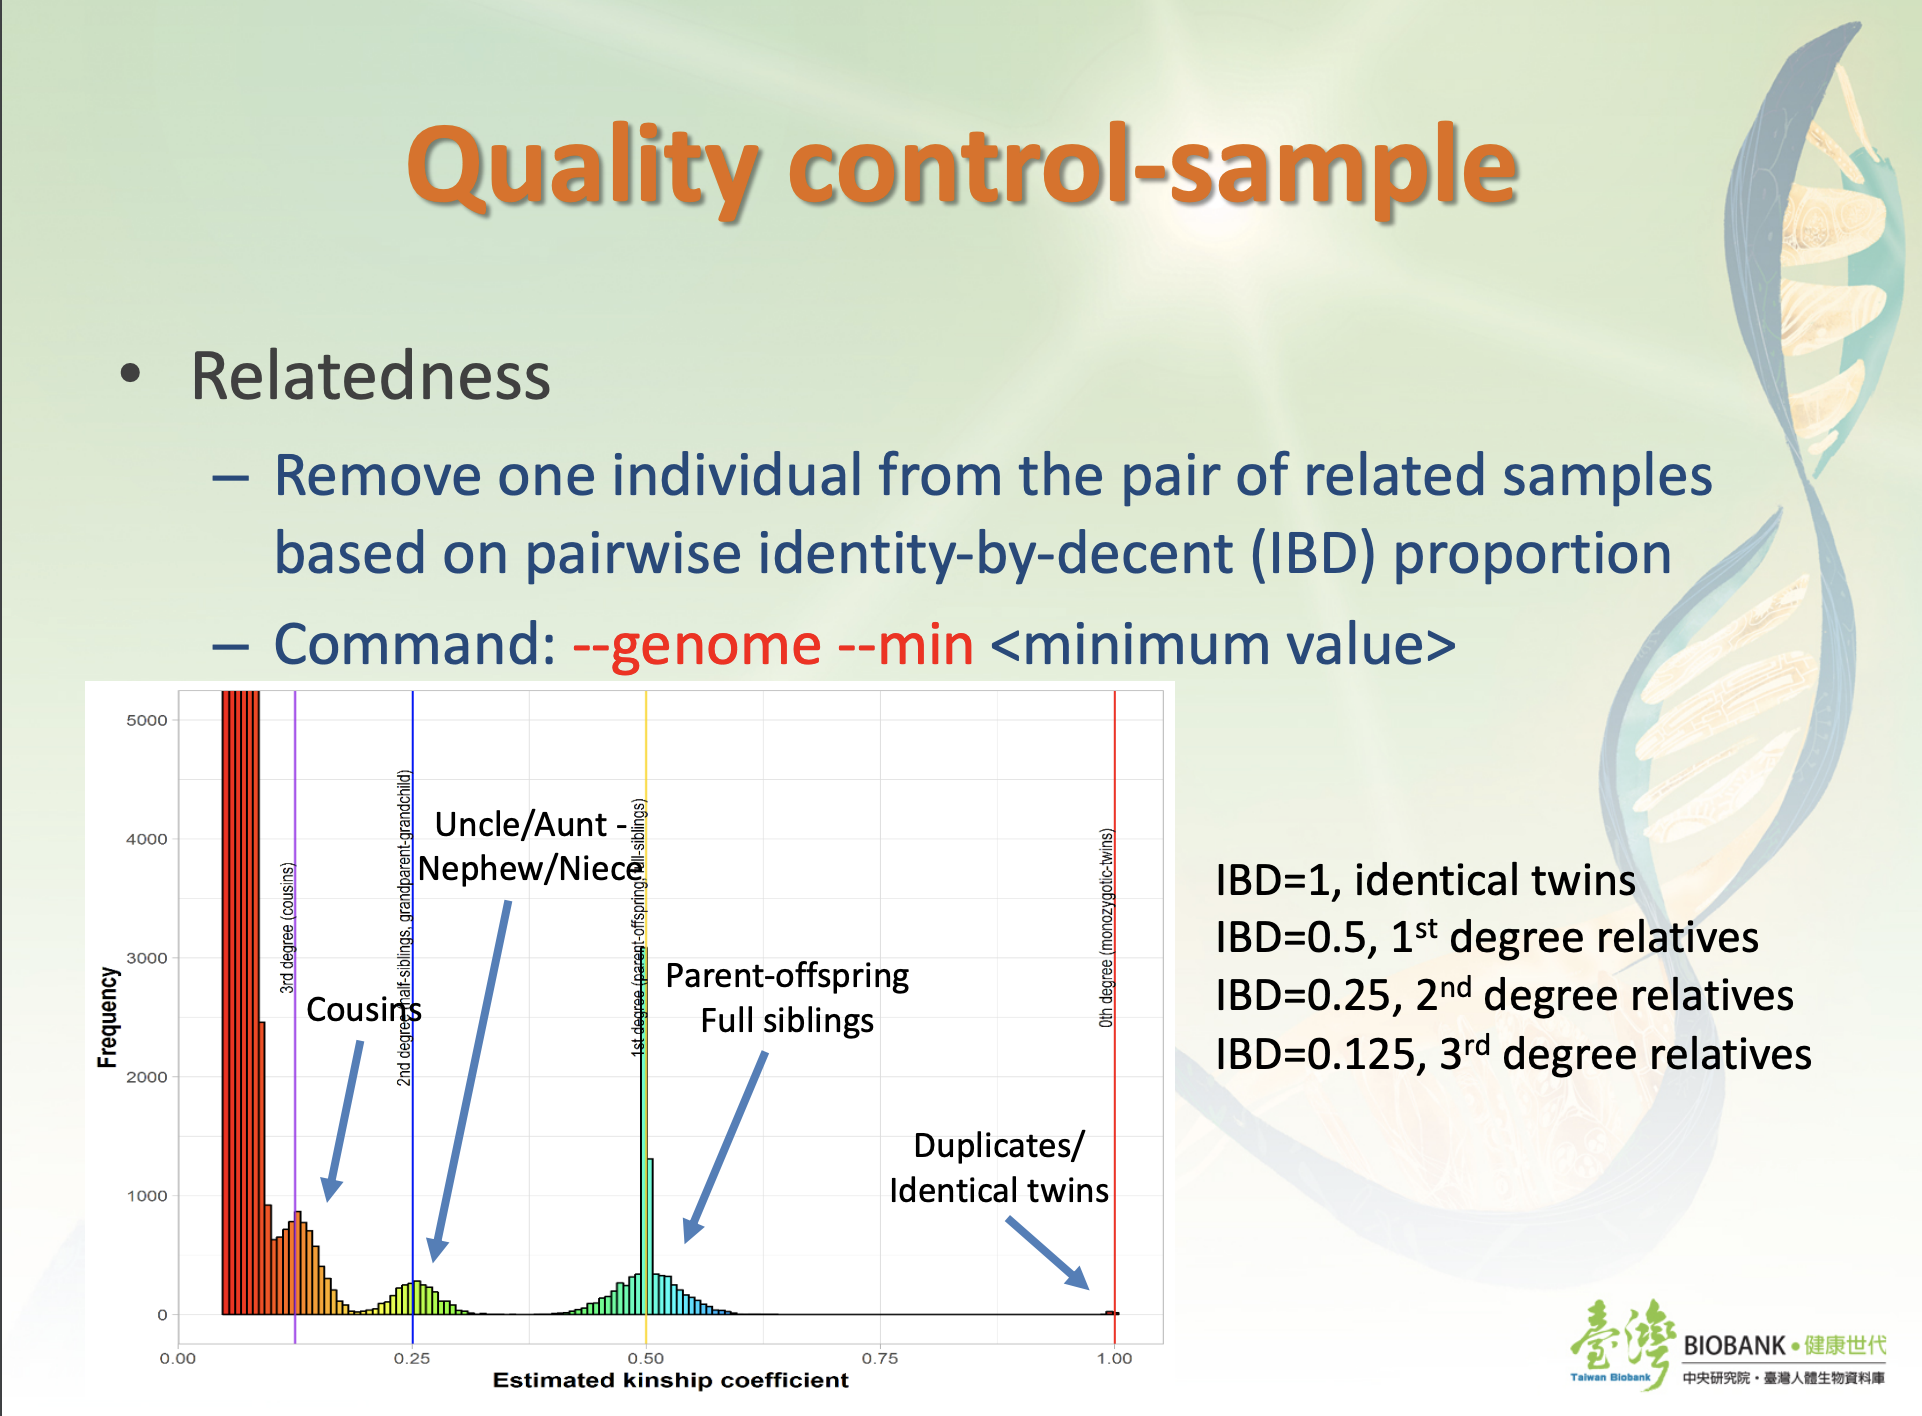 Quality control-sample
• Relatedness
– Remove one individual from the pair of related samples
based on pairwise identity-by-decent (IBD) proportion
– Command: --genome --min <minimum value>
5000
4000
3000
2000
1000
0
Frequency
0.00
0.25
0.50
0.75
1.00
Estimated kinship coefficient
3rd degree (cousins)
2nd degree (half-siblings, grandparent-grandchild)
1st degree (parent-offspring, full-siblings)
0th degree (monozygotic-twins)
Cousins
Uncle/Aunt -
Nephew/Niece
Parent-offspring
Full siblings
Duplicates/
Identical twins
IBD=1, identical twins
IBD=0.5, 1st degree relatives
IBD=0.25, 2nd degree relatives
IBD=0.125, 3rd degree relatives
臺灣
Taiwan Biobank
BIOBANK•健康世代
中央研究院•臺灣人體生物資料庫